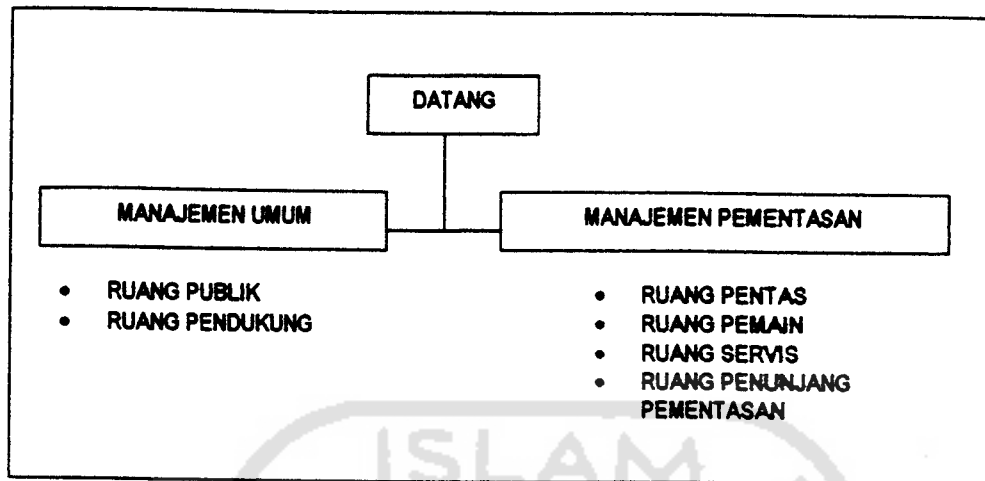 DATANG
MANAJEMEN UMUM
MANAJEMEN PEMENTASAN
• RUANG PUBLIK
• RUANG PENDUKUNG
• RUANG PENTAS
• RUANG PEMAIN
• RUANG SERVIS
• RUANG PENUNJANG
PEMENTASAN
ISLAM